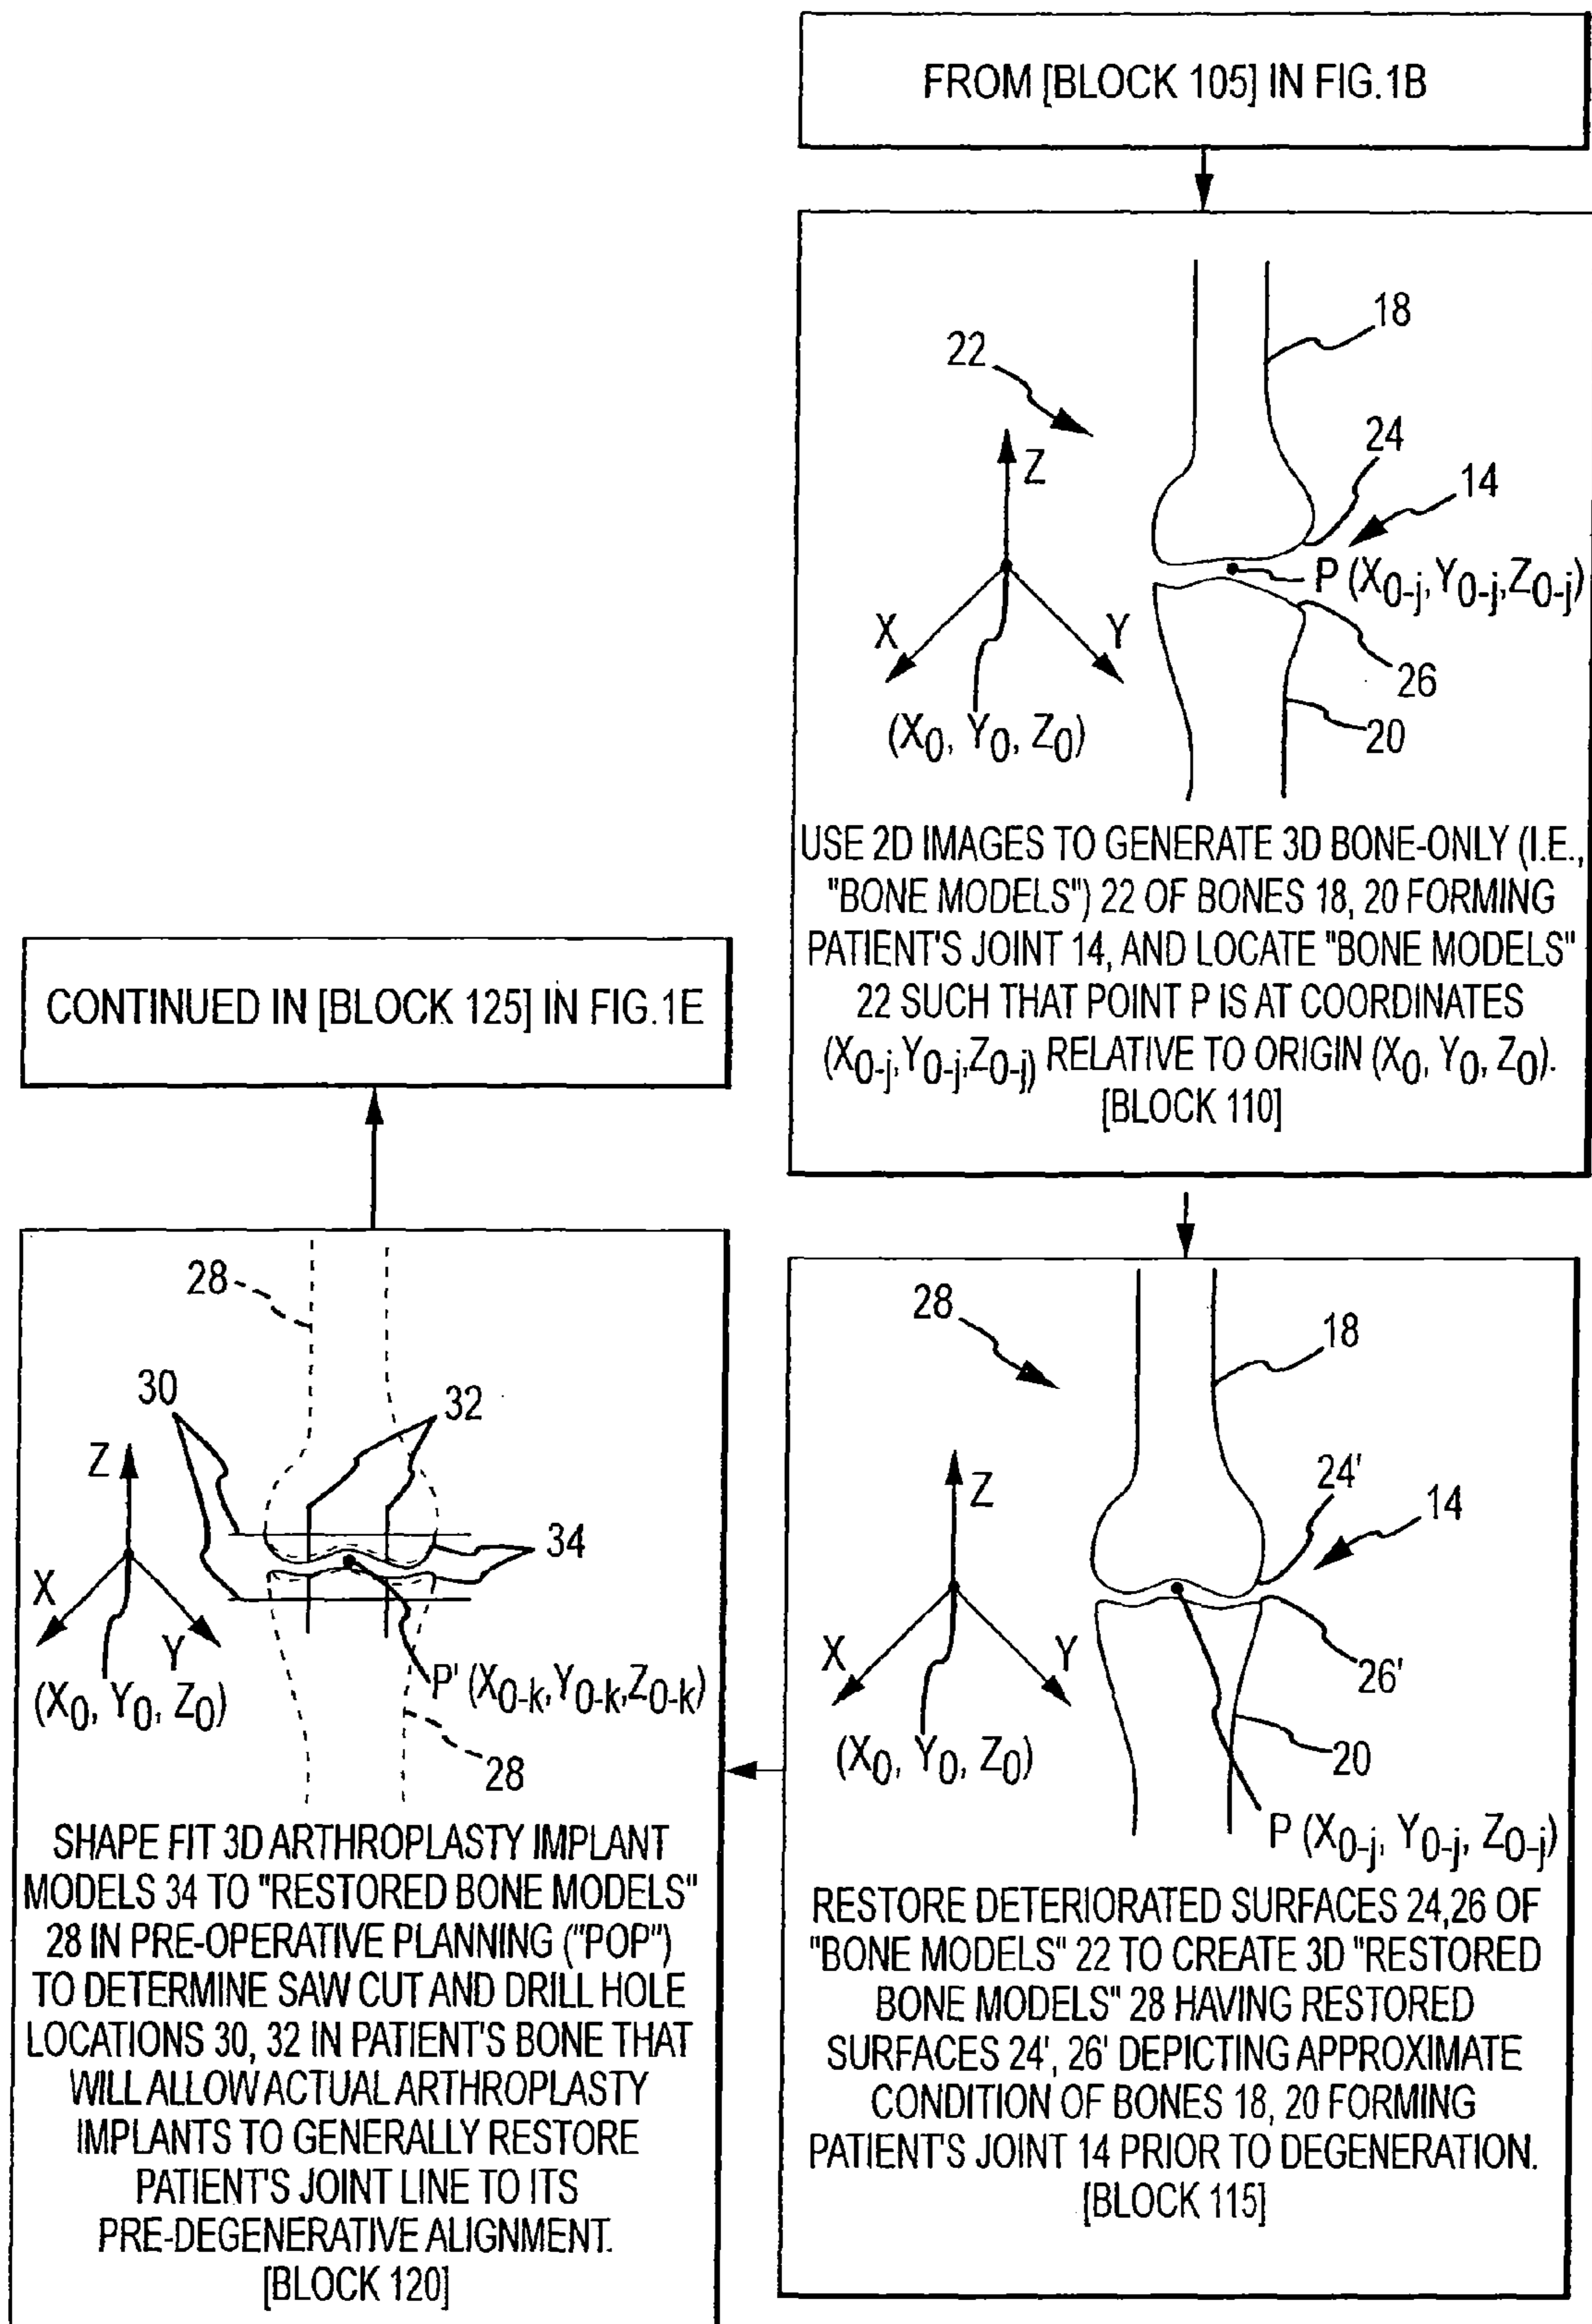 FROM [BLOCK 105] IN FIG.1B
22
18
24
14
Z
P (X0-j,Y0-j,Z0-j)
X
Y
26
(X0, Y0, Z0)
20
USE 2D IMAGES TO GENERATE 3D BONE-ONLY (I.E.,
"BONE MODELS") 22 OF BONES 18, 20 FORMING
PATIENT'S JOINT 14, AND LOCATE "BONE MODELS"
22 SUCH THAT POINT P IS AT COORDINATES
(X0-j,Y0-j,Z0-j) RELATIVE TO ORIGIN (X0, Y0, Z0).
[BLOCK 110]
28
18
24'
14
Z
X
Y
26'
(X0, Y0, Z0)
20
P (X0-j, Y0-j, Z0-j)
RESTORE DETERIORATED SURFACES 24,26 OF
"BONE MODELS" 22 TO CREATE 3D "RESTORED
BONE MODELS" 28 HAVING RESTORED
SURFACES 24', 26' DEPICTING APPROXIMATE
CONDITION OF BONES 18, 20 FORMING
PATIENT'S JOINT 14 PRIOR TO DEGENERATION.
[BLOCK 115]
28
30
32
Z
34
X
Y
P' (X0-k,Y0-k,Z0-k)
(X0, Y0, Z0)
28
SHAPE FIT 3D ARTHROPLASTY IMPLANT
MODELS 34 TO "RESTORED BONE MODELS"
28 IN PRE-OPERATIVE PLANNING ("POP")
TO DETERMINE SAW CUT AND DRILL HOLE
LOCATIONS 30, 32 IN PATIENT'S BONE THAT
WILL ALLOW ACTUAL ARTHROPLASTY
IMPLANTS TO GENERALLY RESTORE
PATIENT'S JOINT LINE TO ITS
PRE-DEGENERATIVE ALIGNMENT.
[BLOCK 120]
CONTINUED IN [BLOCK 125] IN FIG.1E